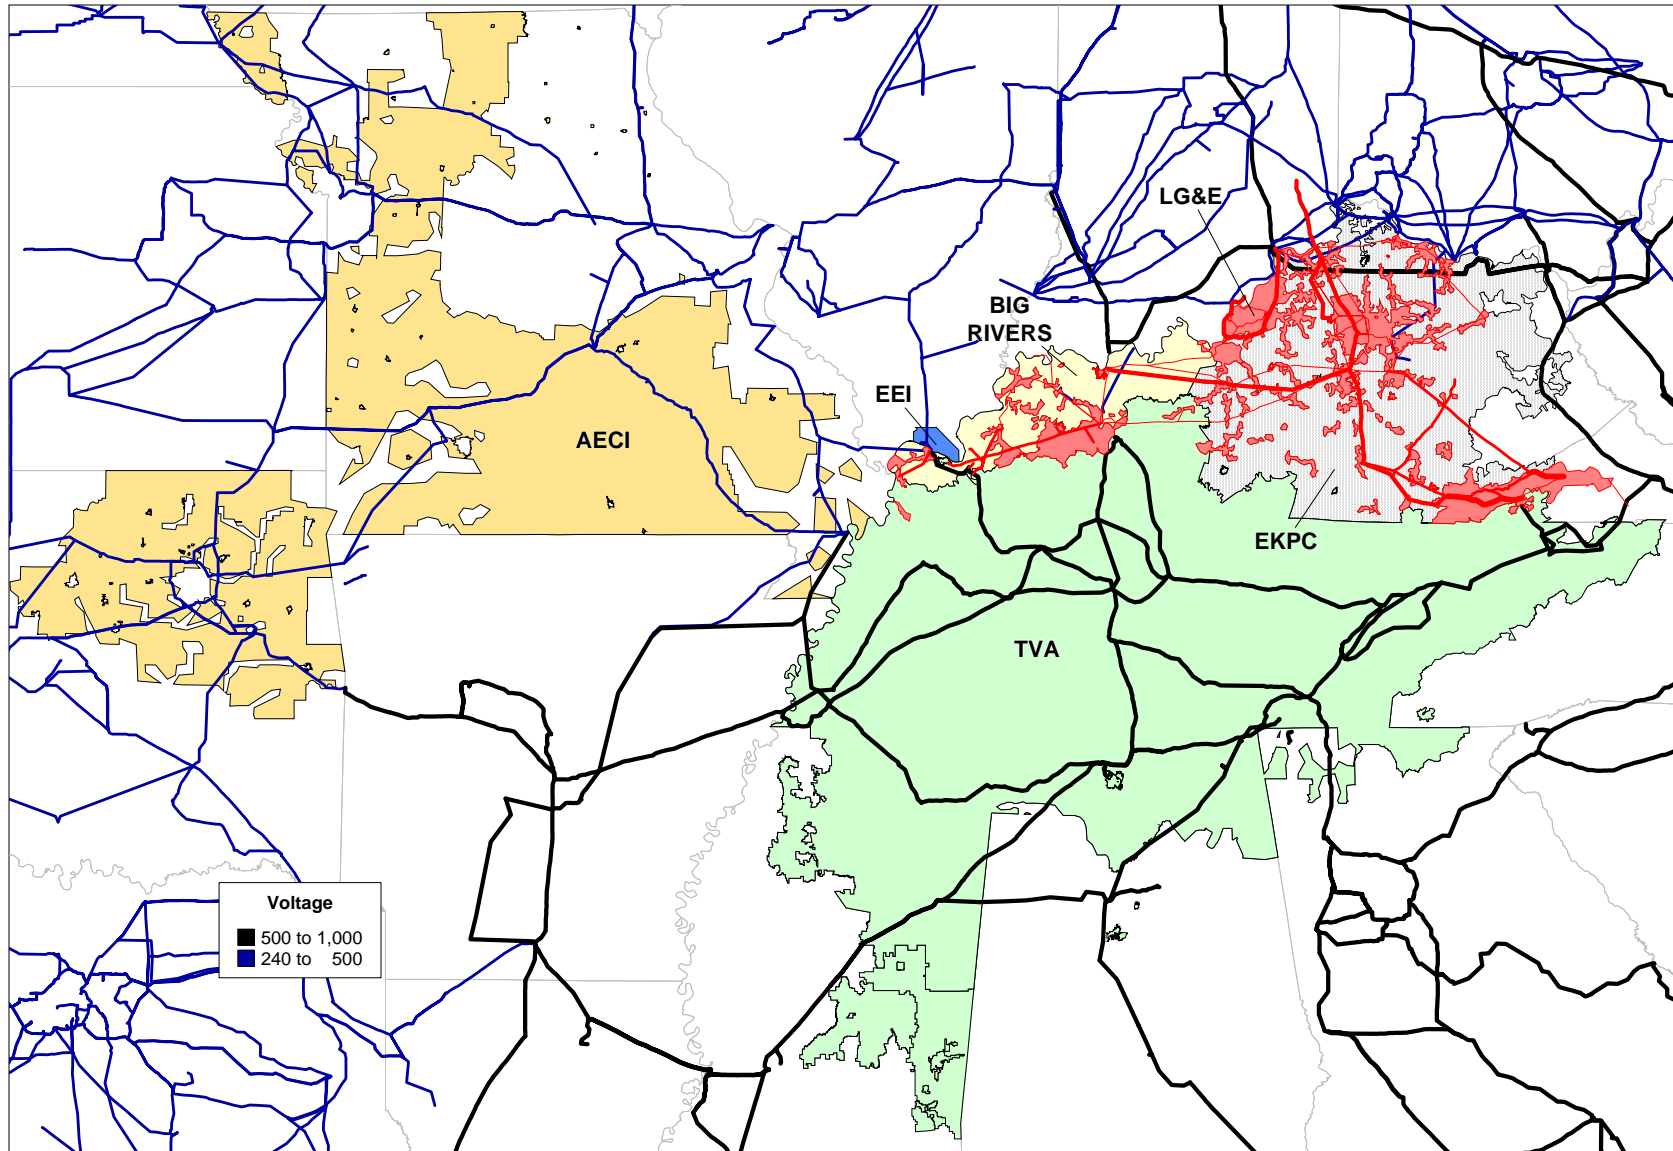 LG&E
BIG
RIVERS
EEI
AECI
EKPC
TVA
Voltage
500 to 1,000
240 to 500